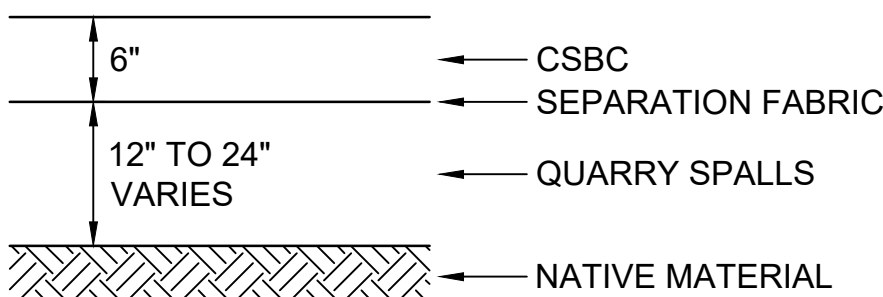 6"
CSBC
SEPARATION FABRIC
12" TO 24"
VARIES
QUARRY SPALLS
NATIVE MATERIAL